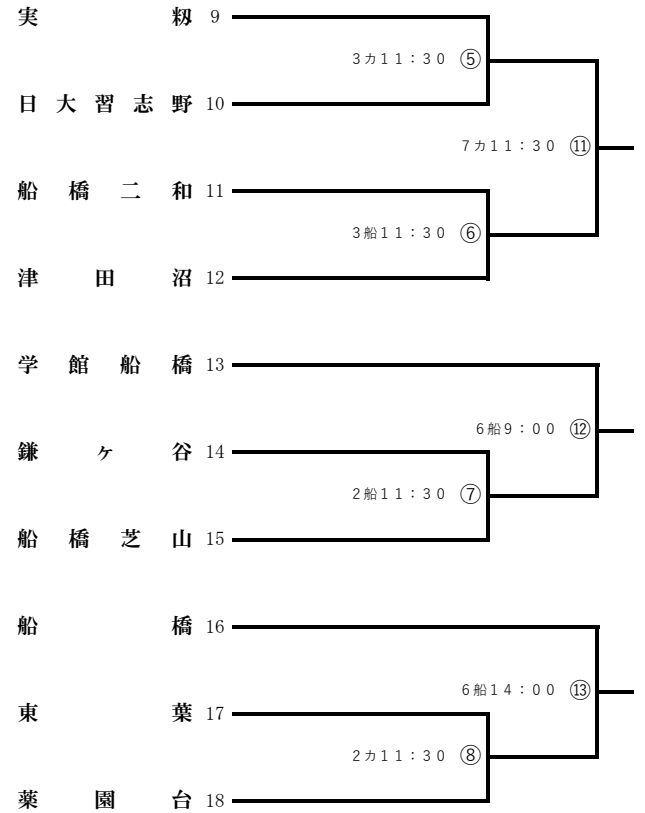 実籾 9
3カ11：30 ⑤
日大習志野 10
7カ11：30 ⑪
船橋二和 11
3船11：30 ⑥
津田沼 12
学館船橋 13
6船9：00 ⑫
鎌ヶ谷 14
2船11：30 ⑦
船橋芝山 15
船橋 16
6船14：00 ⑬
東葉 17
2カ11：30 ⑧
薬園台 18